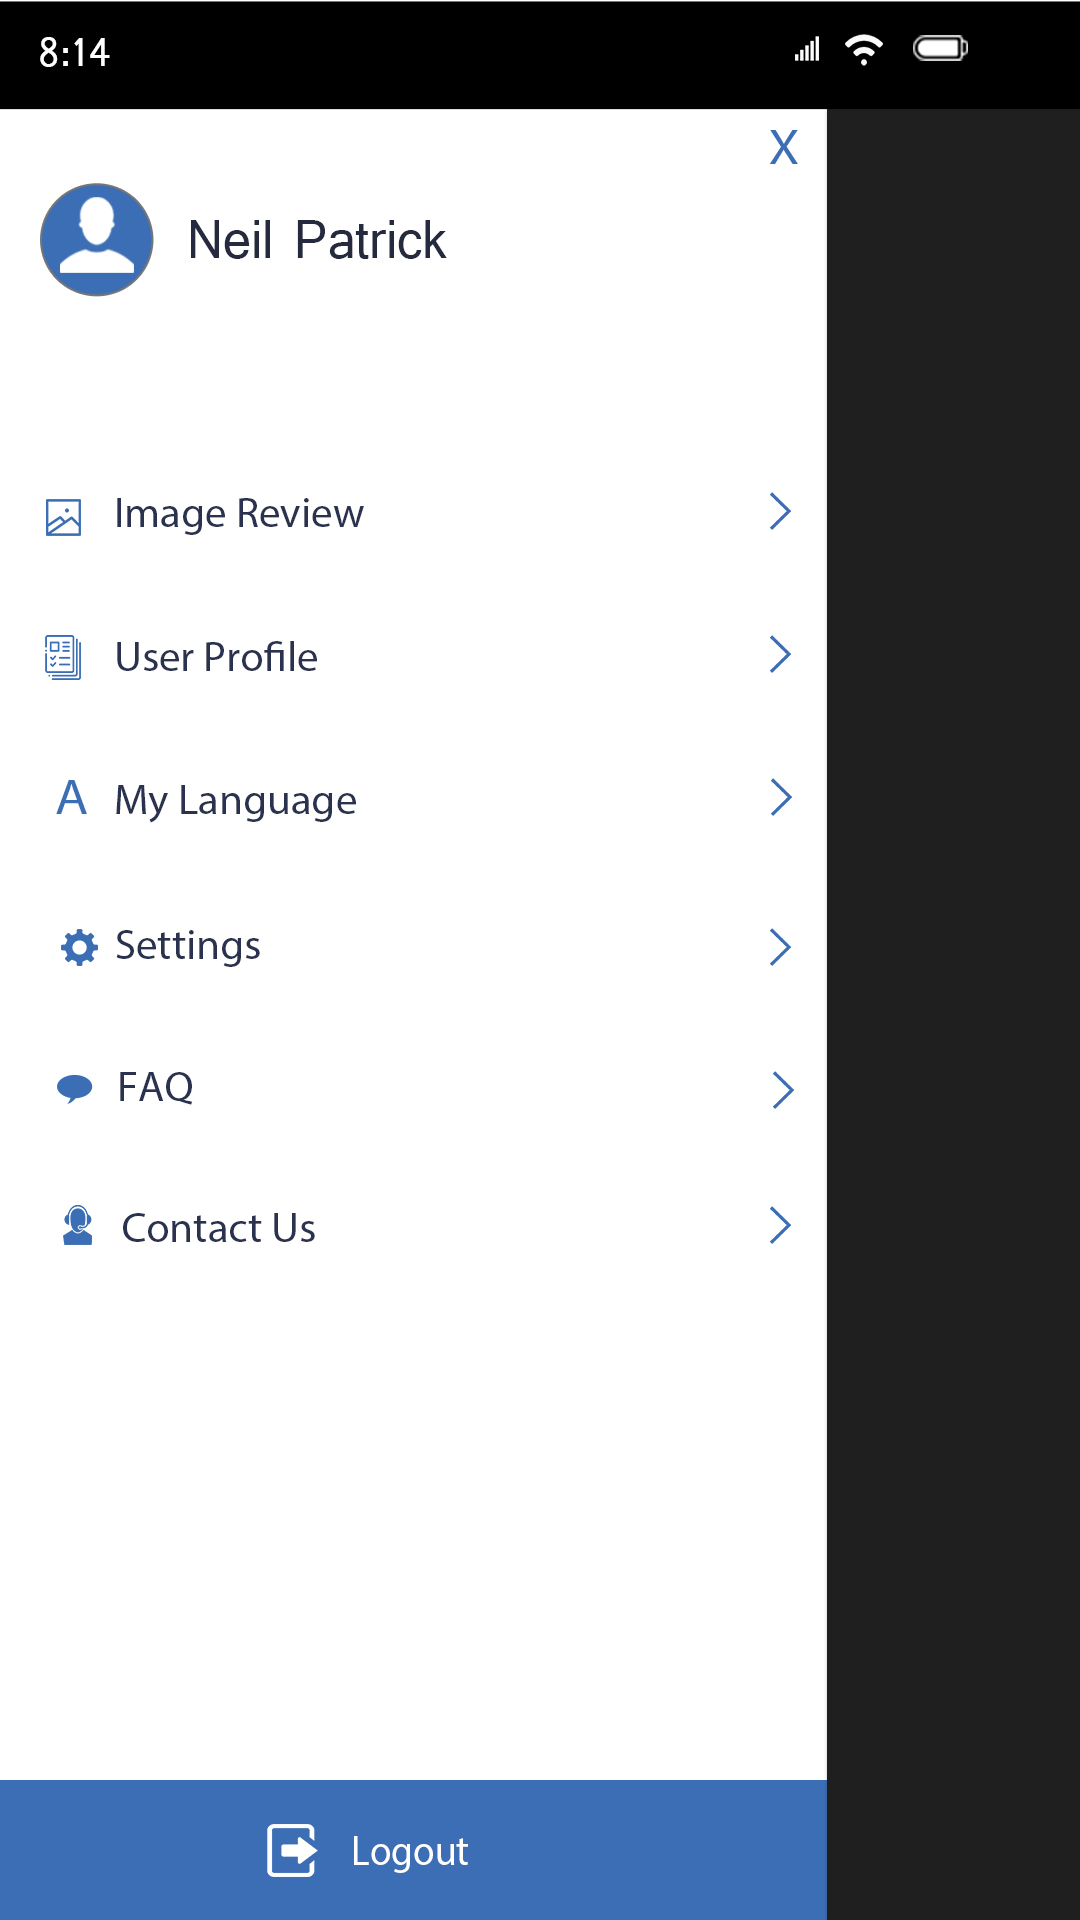 8:14
X
Neil Patrick
Image Review
User Profile
A My Language
Settings
FAQ
Contact Us
Logout